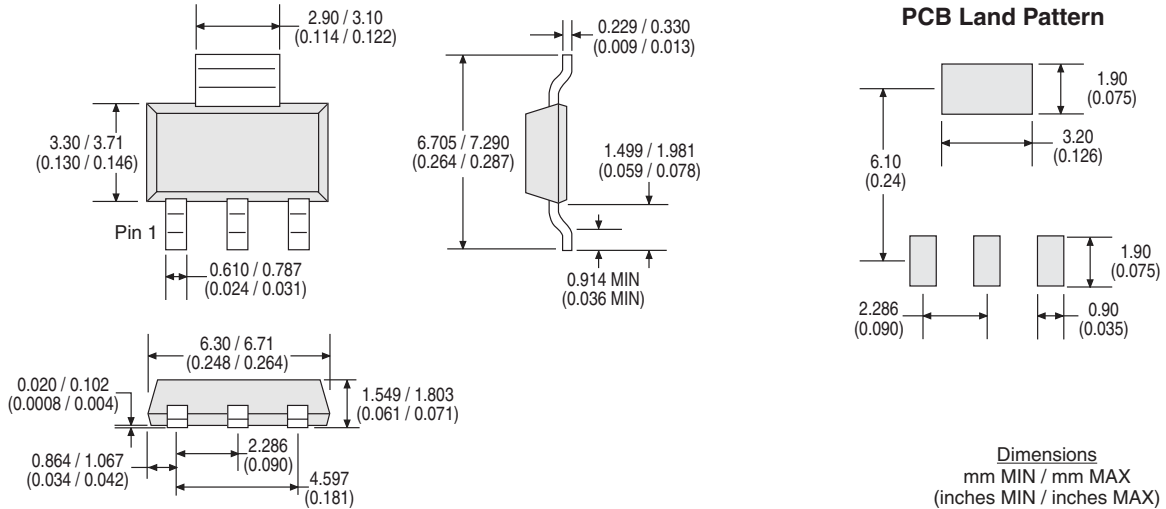 2.90 / 3.10
(0.114 / 0.122)
3.30 / 3.71
(0.130 / 0.146)
Pin 1
0.610 / 0.787
(0.024 / 0.031)
0.229 / 0.330
(0.009 / 0.013)
6.705 / 7.290
(0.264 / 0.287)
1.499 / 1.981
(0.059 / 0.078)
0.914 MIN
(0.036 MIN)
PCB Land Pattern
1.90
(0.075)
3.20
(0.126)
6.10
(0.24)
1.90
(0.075)
2.286
(0.090)
0.90
(0.035)
6.30 / 6.71
(0.248 / 0.264)
0.020 / 0.102
(0.0008 / 0.004)
1.549 / 1.803
(0.061 / 0.071)
0.864 / 1.067
(0.034 / 0.042)
2.286
(0.090)
4.597
(0.181)
Dimensions
mm MIN / mm MAX
(inches MIN / inches MAX)